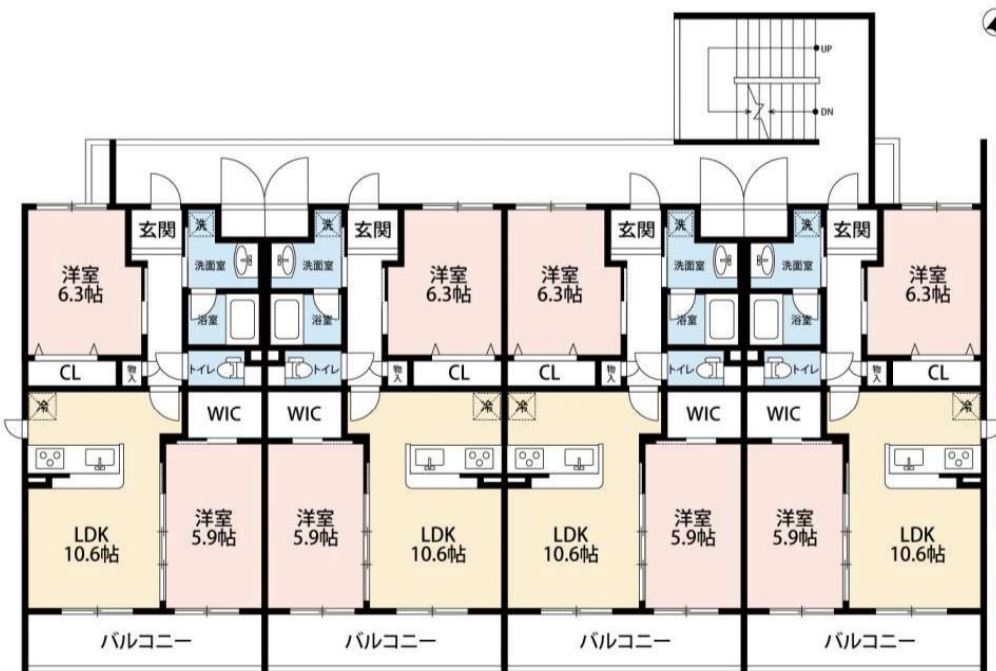 UP
DN
玄関
洗
洗
玄関
玄関
洗
洗
玄関
洋室
6.3帖
洗面室
洗面室
洋室
6.3帖
洋室
6.3帖
洗面室
洗面室
洋室
6.3帖
浴室
浴室
浴室
浴室
CL
物入
トイレ
トイレ
物入
CL
CL
物入
トイレ
トイレ
物入
CL
冷
WIC
WIC
冷
冷
WIC
WIC
冷
LDK
10.6帖
洋室
5.9帖
洋室
5.9帖
LDK
10.6帖
LDK
10.6帖
洋室
5.9帖
洋室
5.9帖
LDK
10.6帖
バルコニー
バルコニー
バルコニー
バルコニー